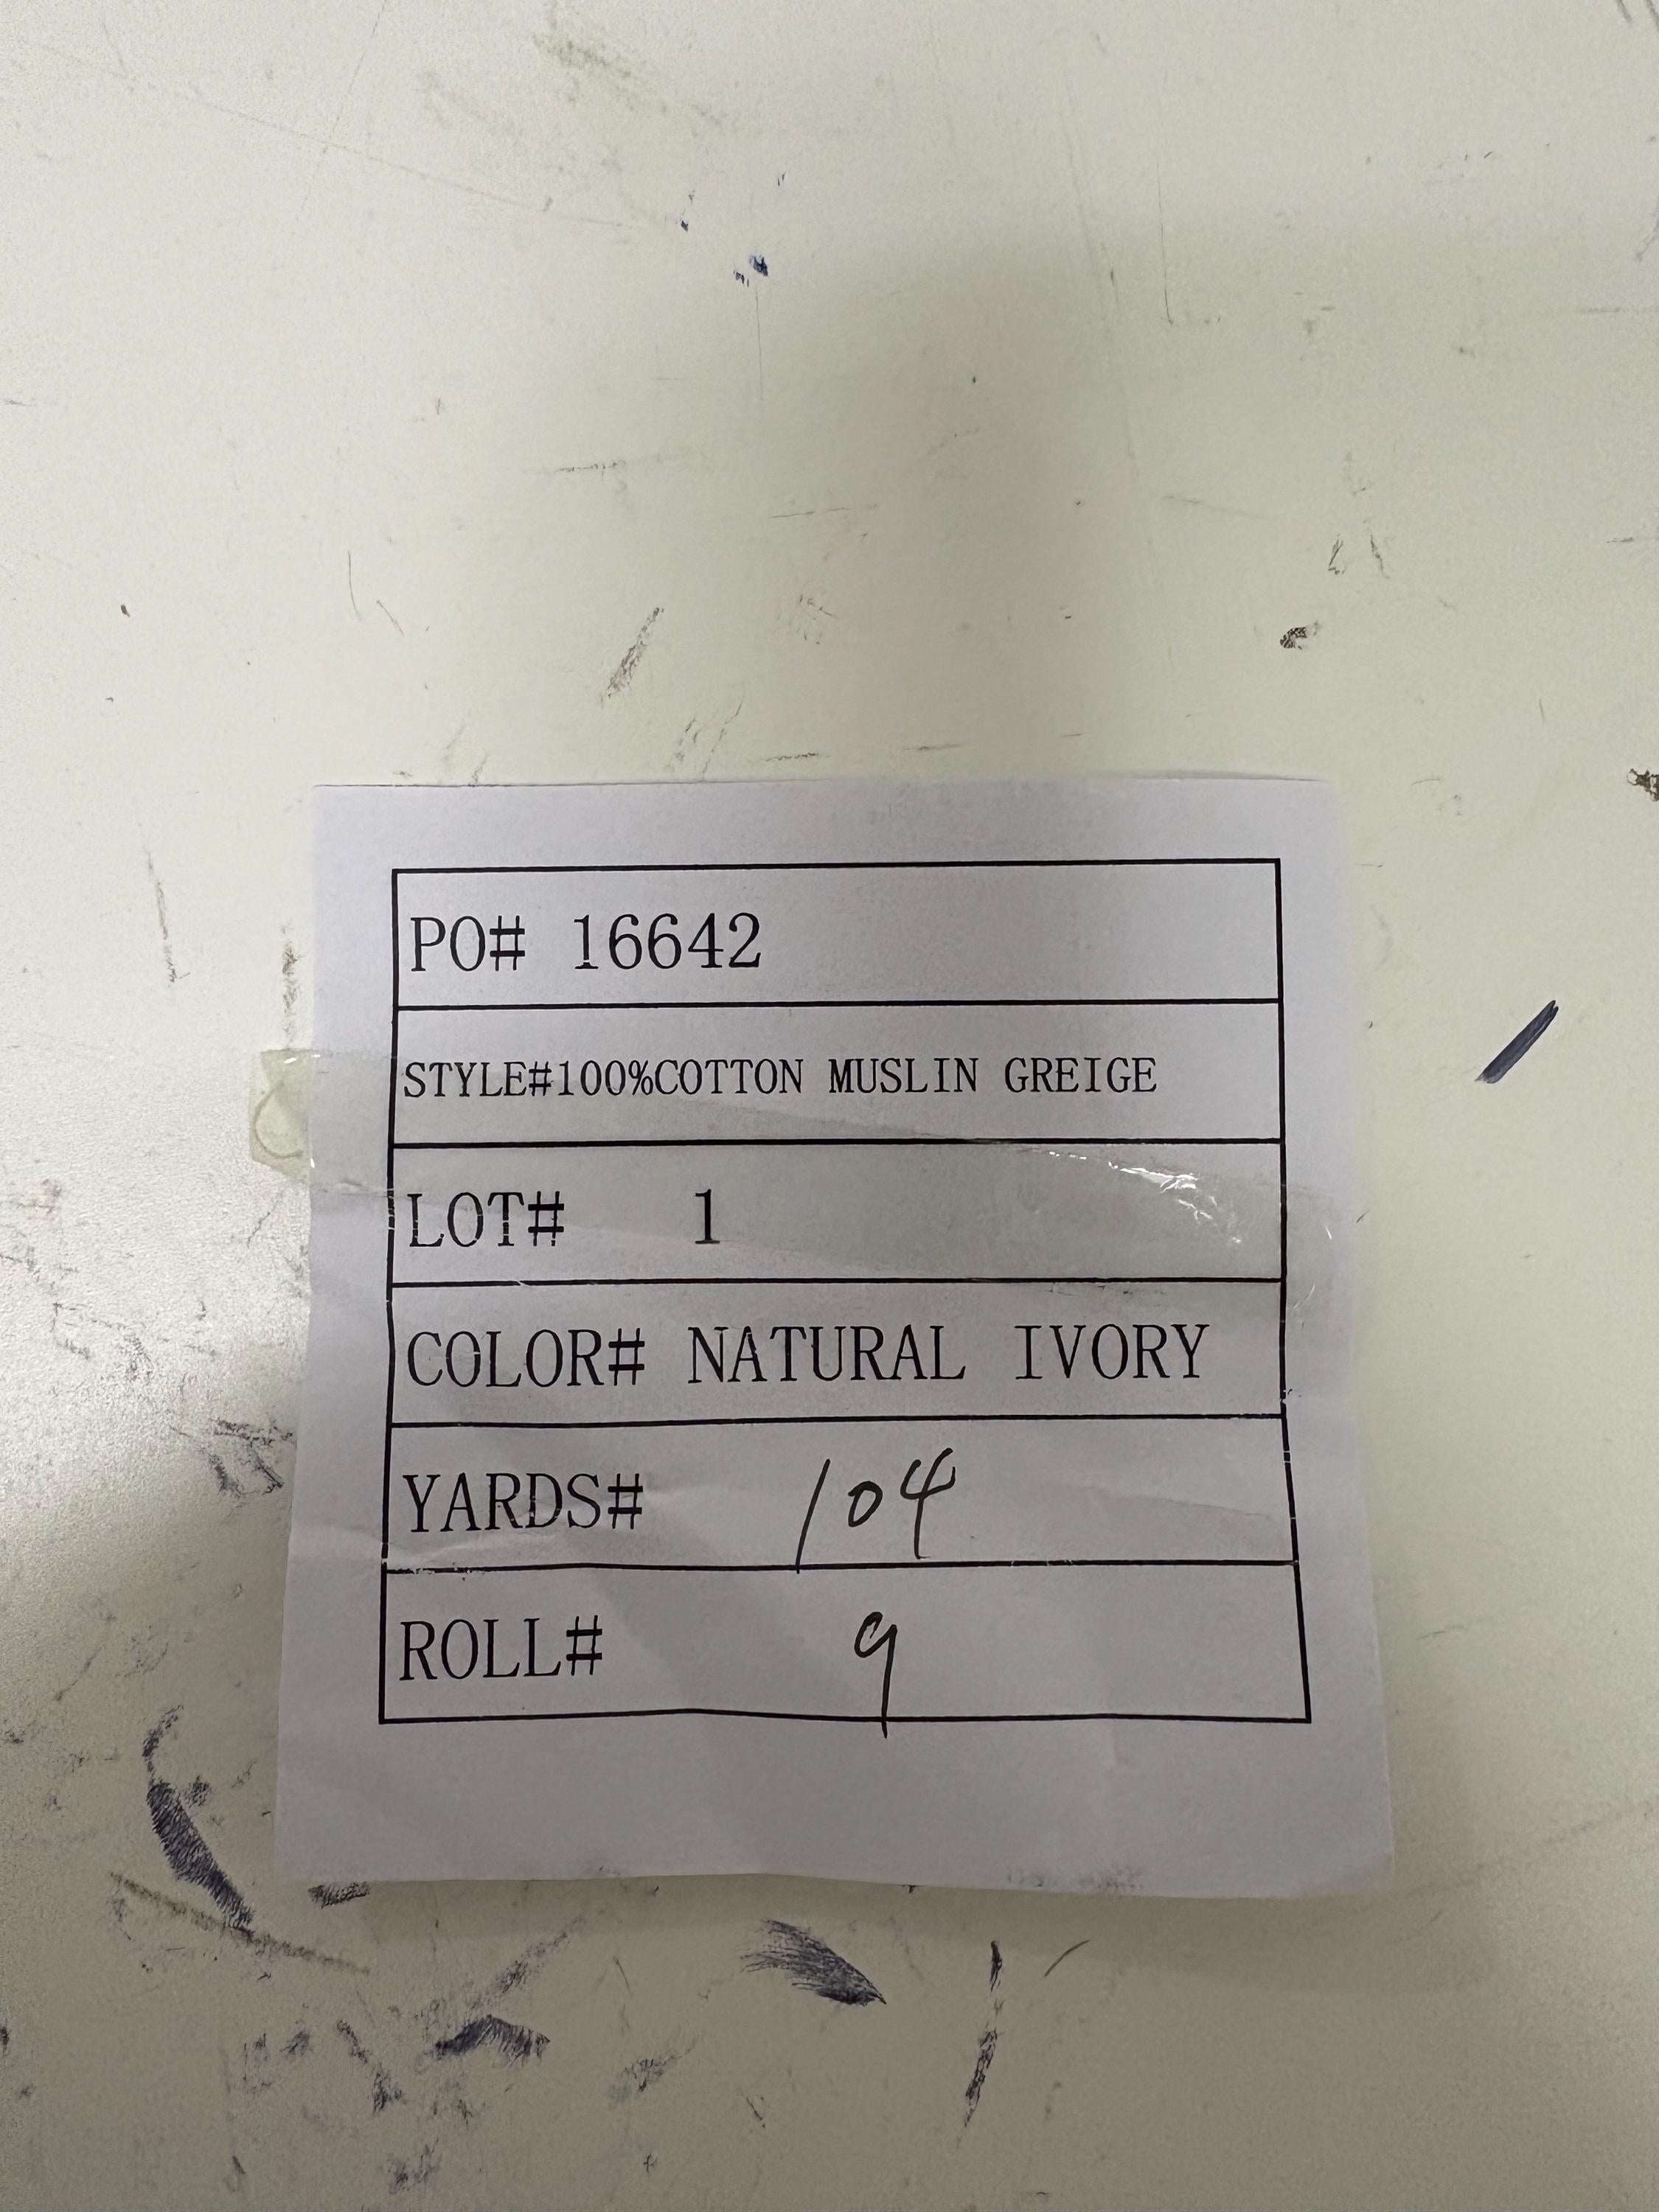 PO# 16642
STYLE#100%COTTON MUSLIN GREIGE
LOT# 1
COLOR# NATURAL IVORY
YARDS# 104
ROLL# 9